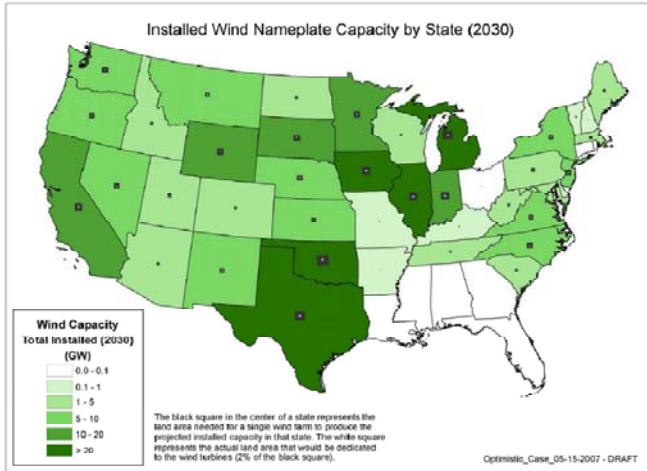 Installed Wind Nameplate Capacity by State (2030)
Wind Capacity
Total Installed (2030)
(GW)
0.0 - 0.1
0.1 - 1
1 - 5
5 - 10
10 - 20
> 20
The black square in the center of a state represents the
land area needed for a single wind farm to produce the
projected installed capacity in that state. The white square
represents the actual land area that would be dedicated
to the wind turbines (2% of the black square).
Optimistic_Case_05-15-2007 - DRAFT